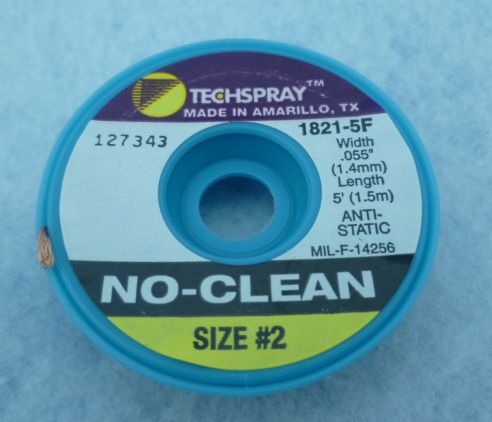 TECHSPRAY™
MADE IN AMARILLO, TX
127343
1821-5F
Width
.055"
(1.4mm)
Length
5' (1.5m)
ANTI-
STATIC
MIL-F-14256
NO-CLEAN
SIZE #2